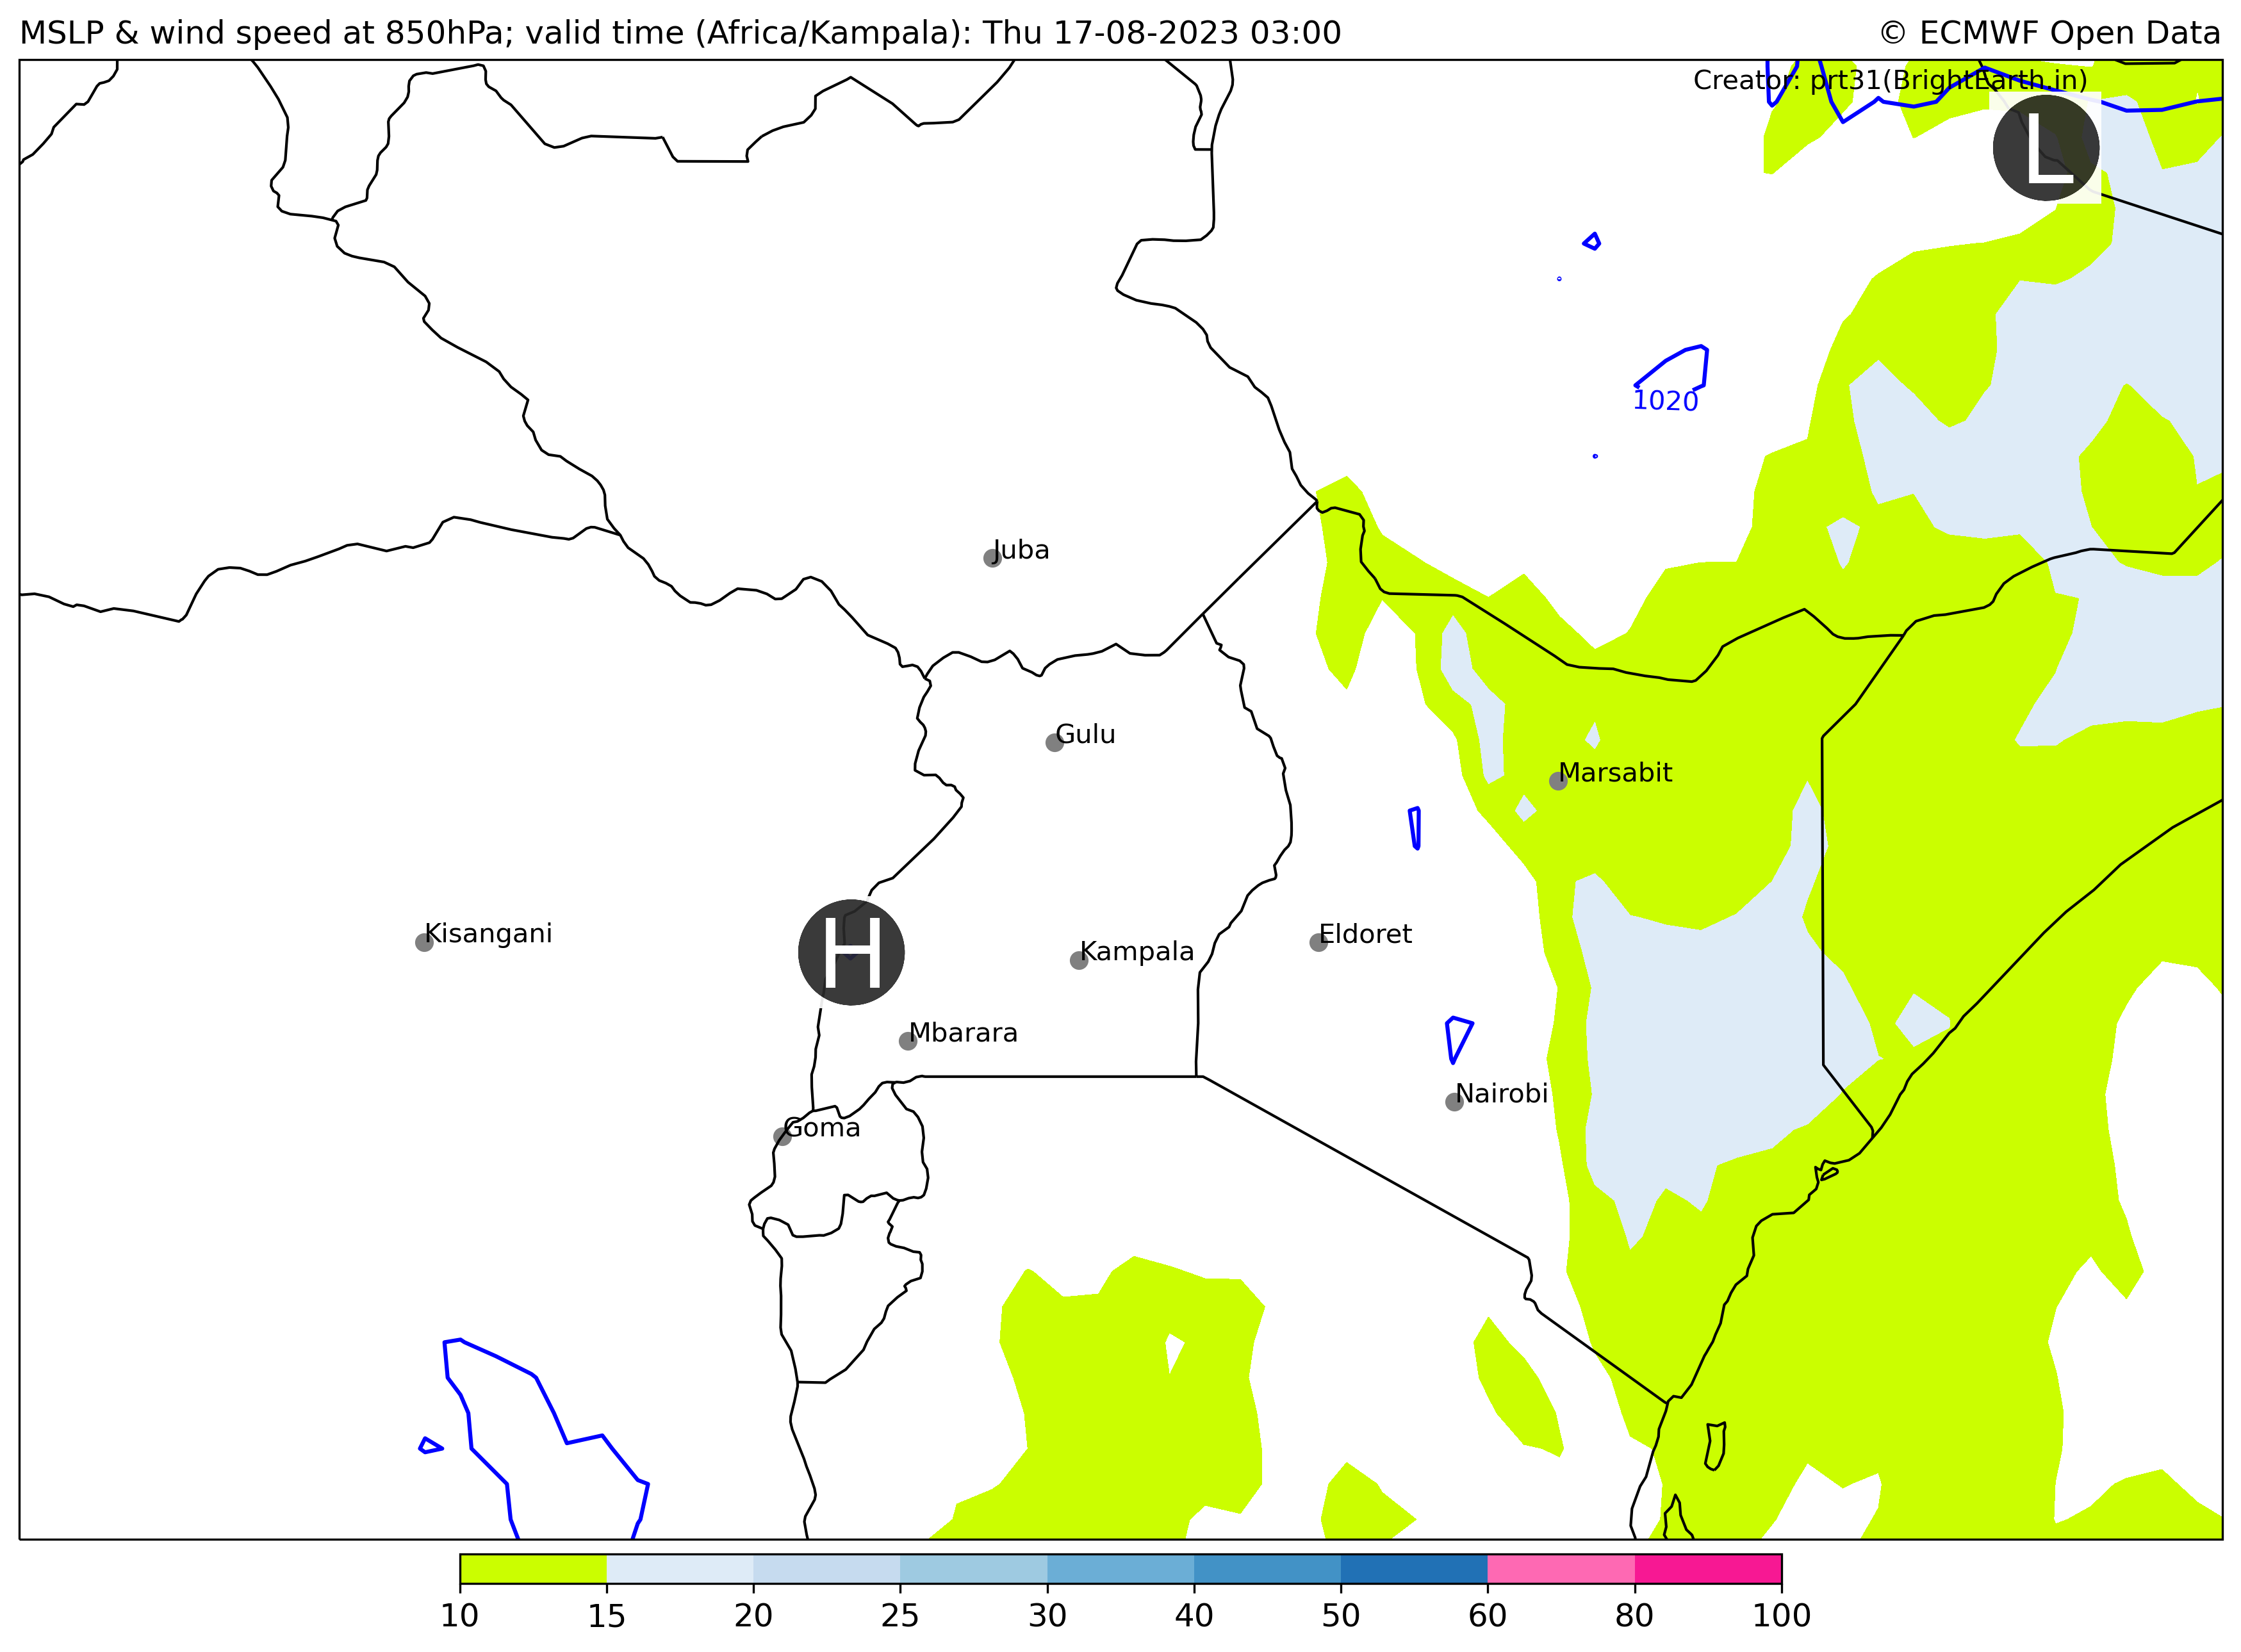 MSLP & wind speed at 850hPa; valid time (Africa/Kampala): Thu 17-08-2023 03:00
© ECMWF Open Data
Creator: prt31(BrightEarth.in)
L
1020
Juba
Gulu
Marsabit
Kisangani
H
Kampala
Eldoret
Mbarara
Nairobi
Goma
10 15 20 25 30 40 50 60 80 100